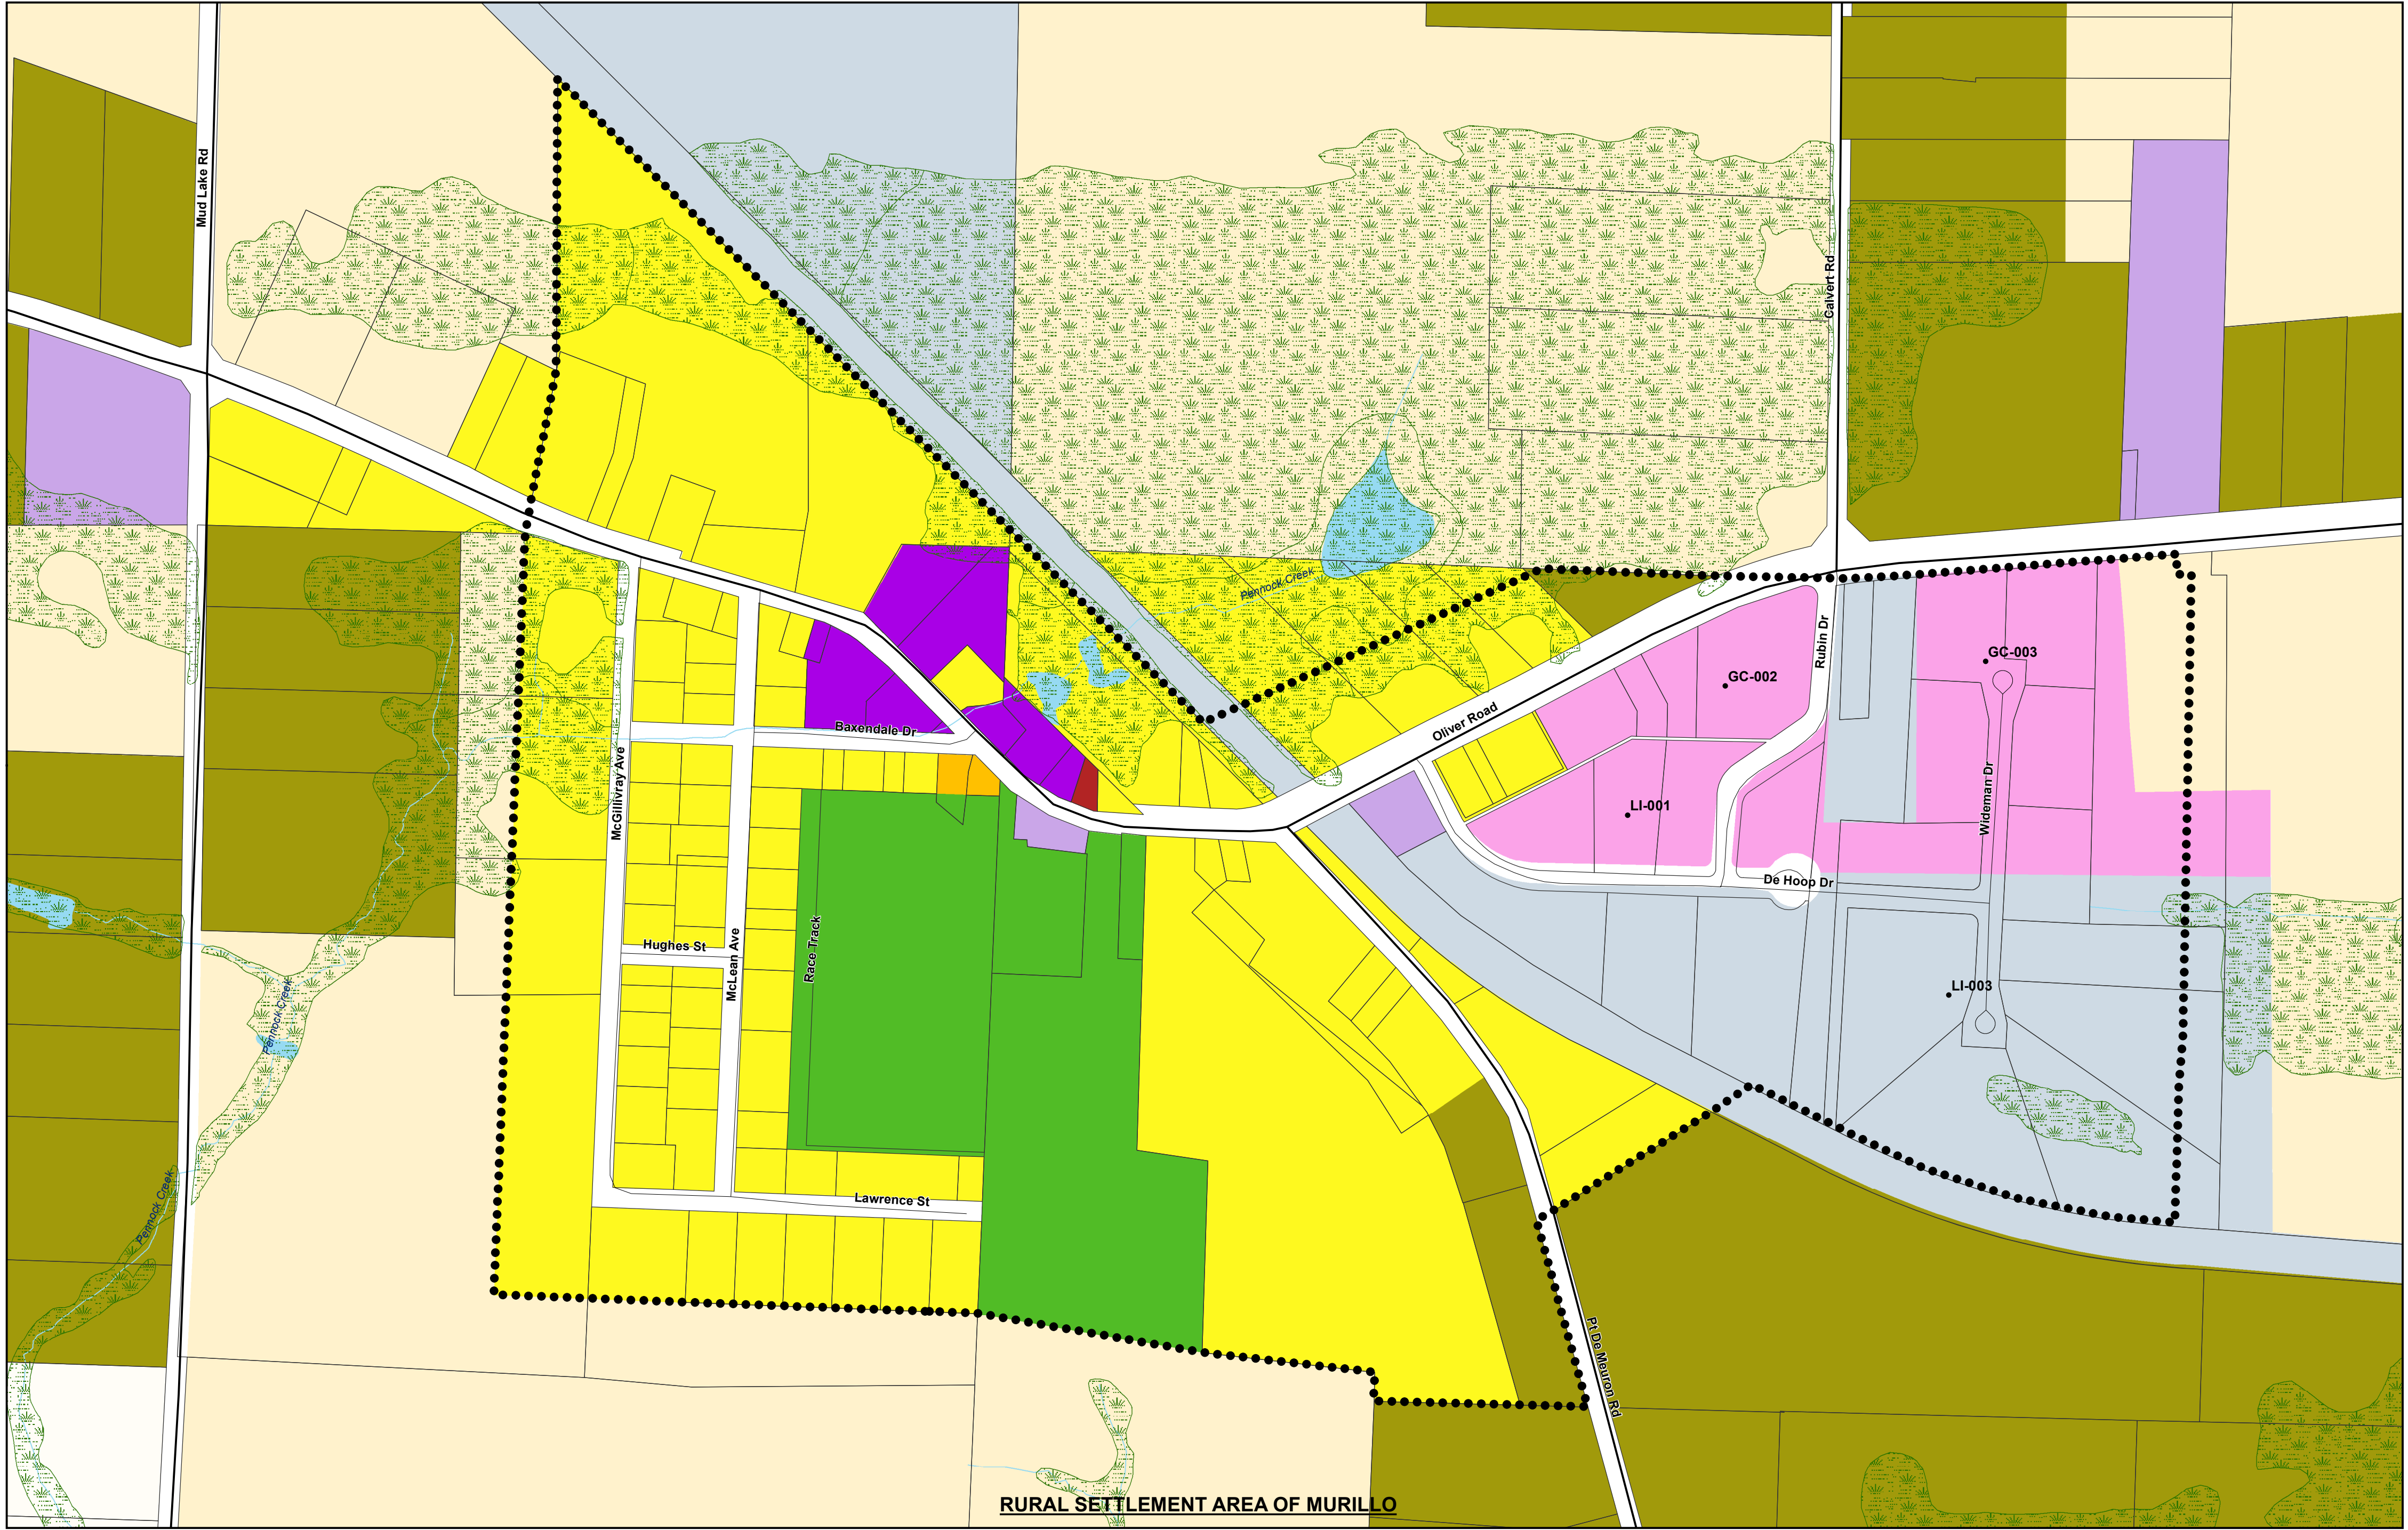 Mud Lake Rd
Calvert Rd
Pennock Creek
Rubin Dr
GC-003
GC-002
Oliver Road
Baxendale Dr
McGillivray Ave
Wideman Dr
LI-001
De Hoop Dr
Race Track
Hughes St
McLean Ave
LI-003
Pennock Creek
Pennock Creek
Lawrence St
Pt De Meuron Rd
RURAL SETTLEMENT AREA OF MURILLO